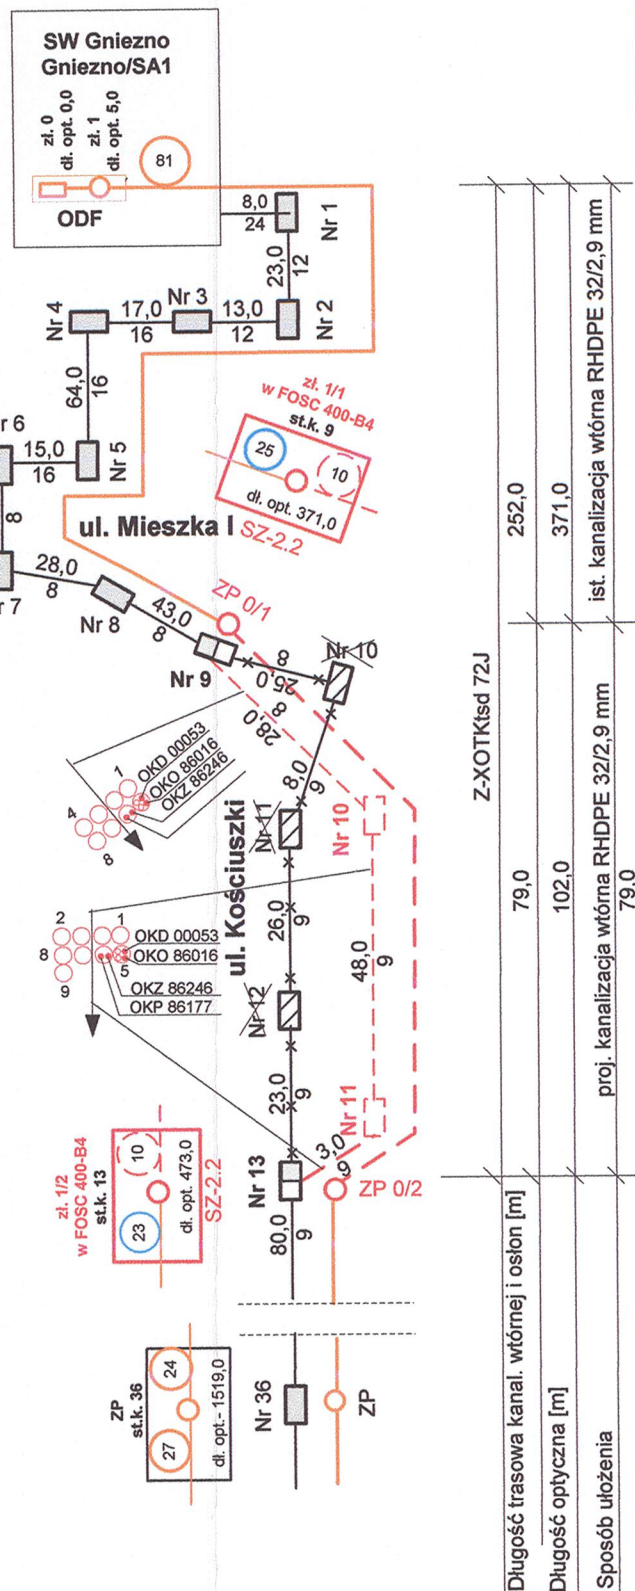 SW Gniezno
Gniezno/SA1
zł. 0
dł. opt. 0,0
zł. 1
dł. opt. 5,0
81
ODF
8,0
24
Nr 1
23,0
12
Nr 2
13,0
12
Nr 3
17,0
16
Nr 4
64,0
16
Nr 5
15,0
16
r 6
8
r 7
28,0
8
Nr 8
43,0
8
Nr 9
ul. Mieszka I
zł. 1/1
w FOSC 400-B4
st.k. 9
25
10
dł. opt. 371,0
SZ-2.2
ZP 0/1
8
25,0
Nr 10
8
28,0
8,0
9
Nr 11
Nr 10
OKD 00053
OKO 86016
OKZ 86246
1
4
8
ul. Kościuszki
26,0
9
48,0
9
2
1
8
5
9
OKD 00053
OKO 86016
OKZ 86246
OKP 86177
Nr 12
23,0
9
Nr 11
3,0
9
Nr 13
ZP 0/2
80,0
9
zł. 1/2
w FOSC 400-B4
st.k. 13
10
23
dł. opt. 473,0
SZ-2.2
ZP
st.k. 36
24
27
dł. opt.- 1519,0
Nr 36
ZP
Z-XOTKtsd 72J
Długość trasowa kanal. wtórnej i osłon [m]
79,0
252,0
Długość optyczna [m]
102,0
371,0
Sposób ułożenia
proj. kanalizacja wtórna RHDPE 32/2,9 mm
ist. kanalizacja wtórna RHDPE 32/2,9 mm
79,0